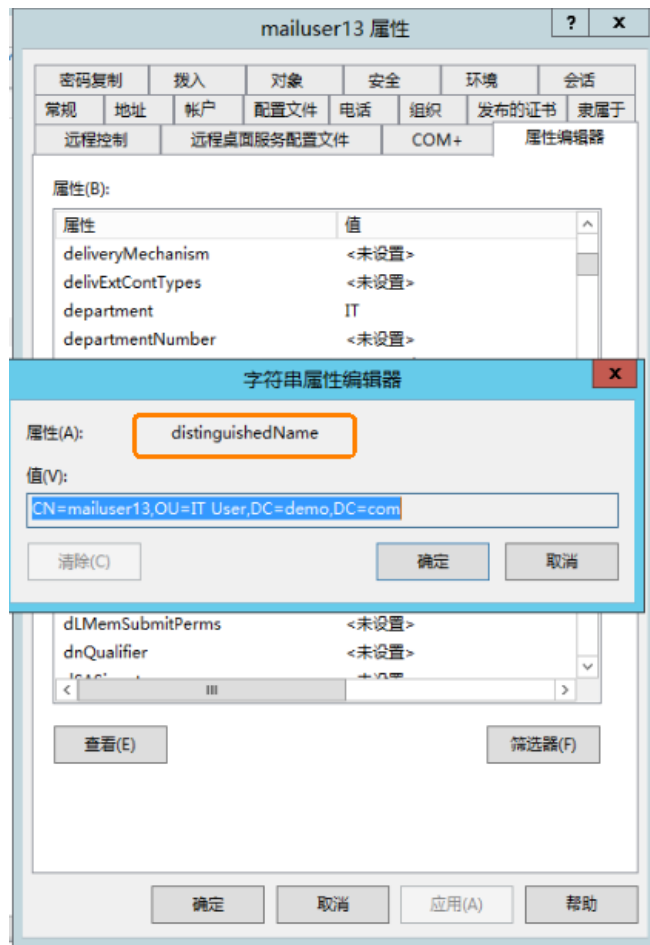 mailuser13 属性
? x
密码复制 拨入 对象 安全 环境 会话
常规 地址 帐户 配置文件 电话 组织 发布的证书 隶属于
远程控制 远程桌面服务配置文件 COM+ 属性编辑器
属性(B):
属性 值
deliveryMechanism <未设置>
delivExtContTypes <未设置>
department IT
departmentNumber <未设置>
字符串属性编辑器 x
属性(A): distinguishedName
值(V):
CN=mailuser13,OU=IT User,DC=demo,DC=com
清除(C) 确定 取消
dLMemSubmitPerms <未设置>
dnQualifier <未设置>
查看(E) 筛选器(F)
确定 取消 应用(A) 帮助